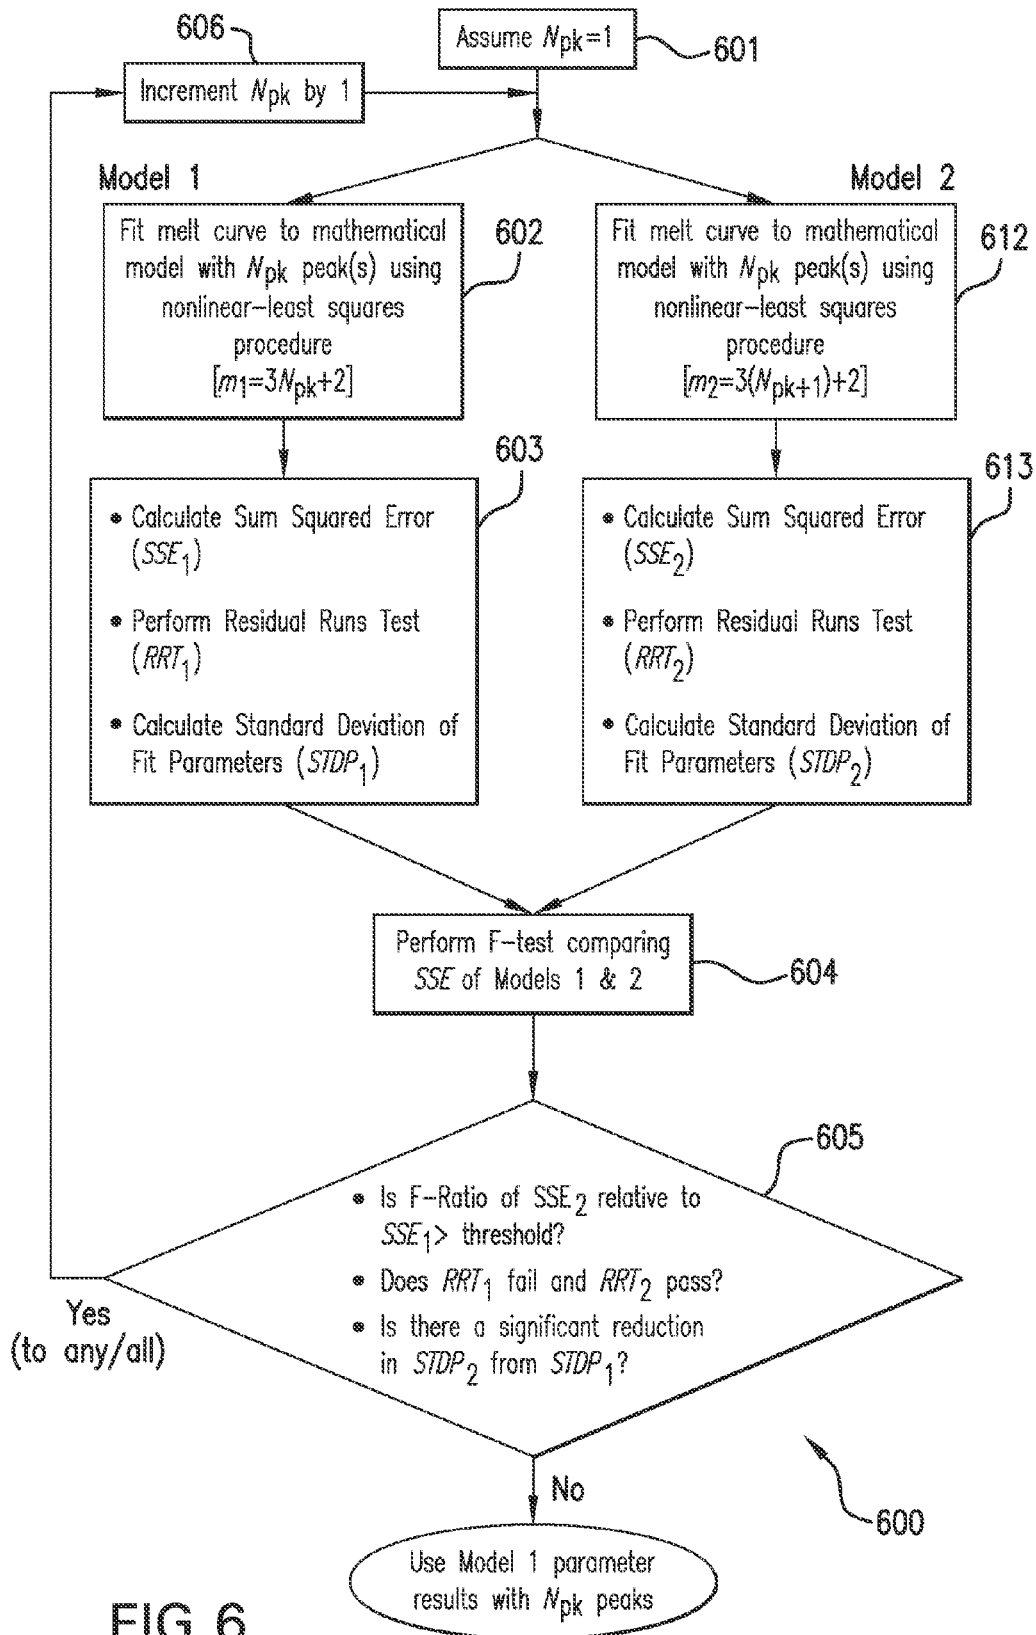 606
Assume Npk=1
601
Increment Npk by 1
Model 1
Fit melt curve to mathematical
model with Npk peak(s) using
nonlinear-least squares
procedure
[m1=3Npk+2]
602
Model 2
Fit melt curve to mathematical
model with Npk peak(s) using
nonlinear-least squares
procedure
[m2=3(Npk+1)+2]
612
603
• Calculate Sum Squared Error
(SSE1)
• Perform Residual Runs Test
(RRT1)
• Calculate Standard Deviation of
Fit Parameters (STDP1)
613
• Calculate Sum Squared Error
(SSE2)
• Perform Residual Runs Test
(RRT2)
• Calculate Standard Deviation of
Fit Parameters (STDP2)
Perform F-test comparing
SSE of Models 1 & 2
604
605
• Is F-Ratio of SSE2 relative to
SSE1> threshold?
• Does RRT1 fail and RRT2 pass?
• Is there a significant reduction
in STDP2 from STDP1?
Yes
(to any/all)
No
600
Use Model 1 parameter
results with Npk peaks
FIG 6